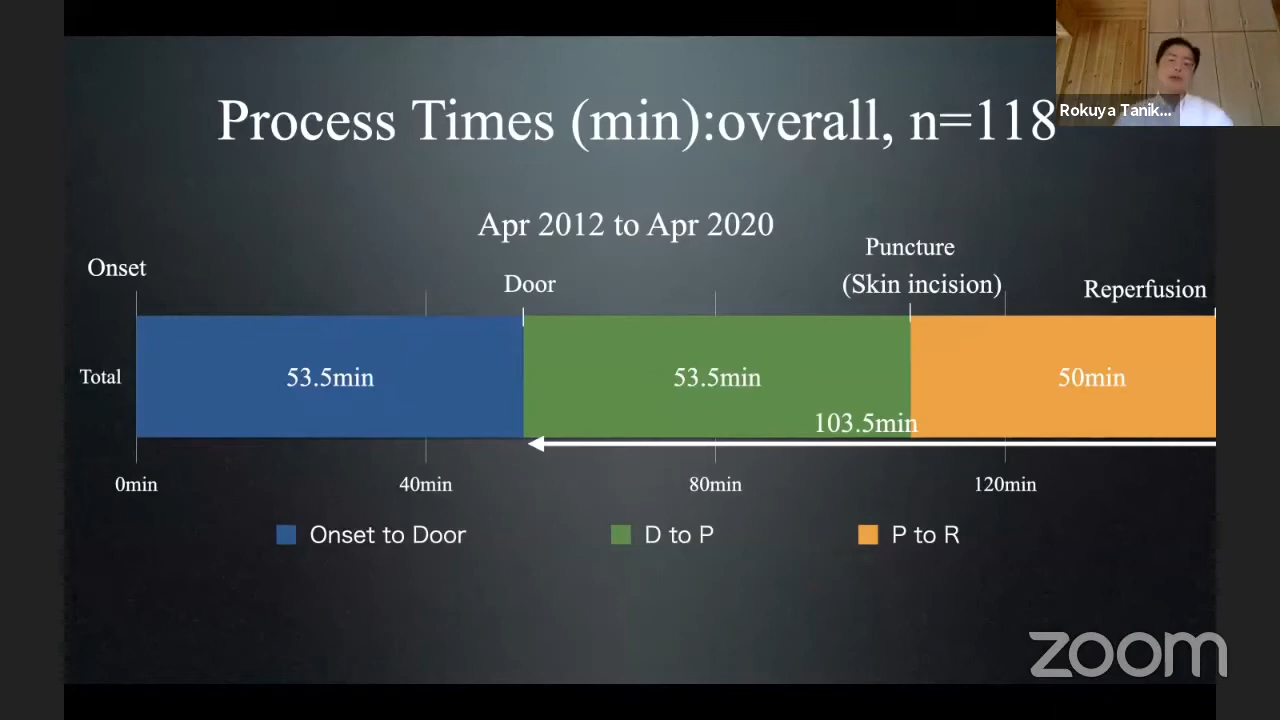 Process Times (min):overall, n=118
Rokuya Tanik...
Apr 2012 to Apr 2020
Onset
Door
Puncture
(Skin incision)
Reperfusion
Total
53.5min
53.5min
50min
103.5min
0min
40min
80min
120min
Onset to Door
D to P
P to R
zoom